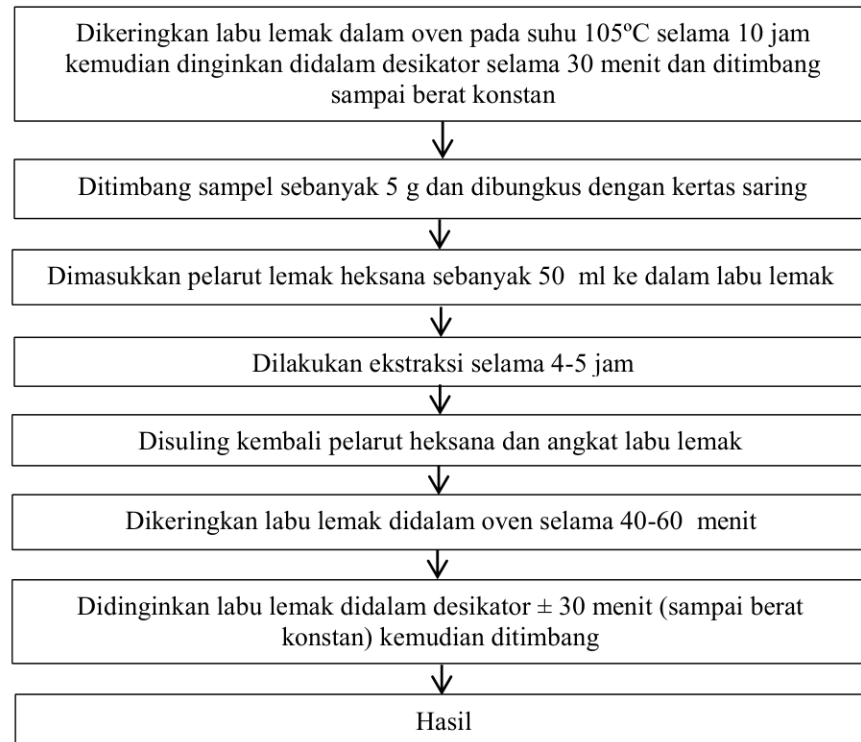 Dikeringkan labu lemak dalam oven pada suhu 105ºC selama 10 jam
kemudian dinginkan didalam desikator selama 30 menit dan ditimbang
sampai berat konstan
Ditimbang sampel sebanyak 5 g dan dibungkus dengan kertas saring
Dimasukkan pelarut lemak heksana sebanyak 50  ml ke dalam labu lemak
Dilakukan ekstraksi selama 4-5 jam
Disuling kembali pelarut heksana dan angkat labu lemak
Dikeringkan labu lemak didalam oven selama 40-60  menit
Didinginkan labu lemak didalam desikator ± 30 menit (sampai berat
konstan) kemudian ditimbang
Hasil